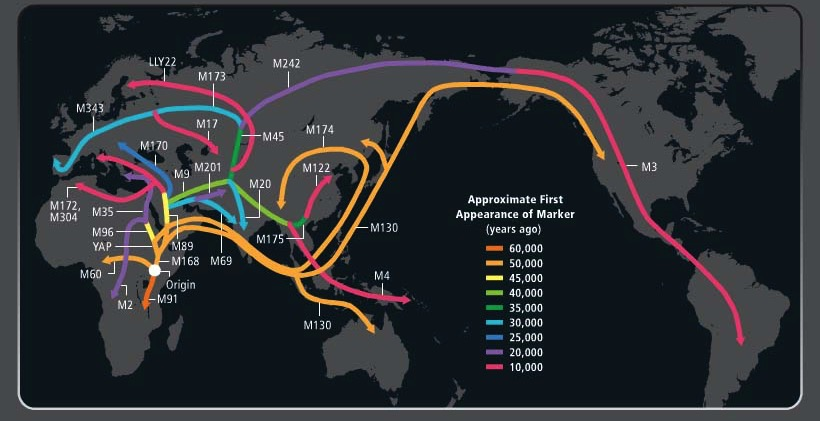 LLY22
M173
M242
M343
M17
M45
M174
M170
M201
M122
M9
M20
M3
M172,
M304
M35
M96
YAP
M89
M168
M69
M175
M130
M60
Origin
M4
M2
M91
M130
Approximate First
Appearance of Marker
(years ago)
60,000
50,000
45,000
40,000
35,000
30,000
25,000
20,000
10,000